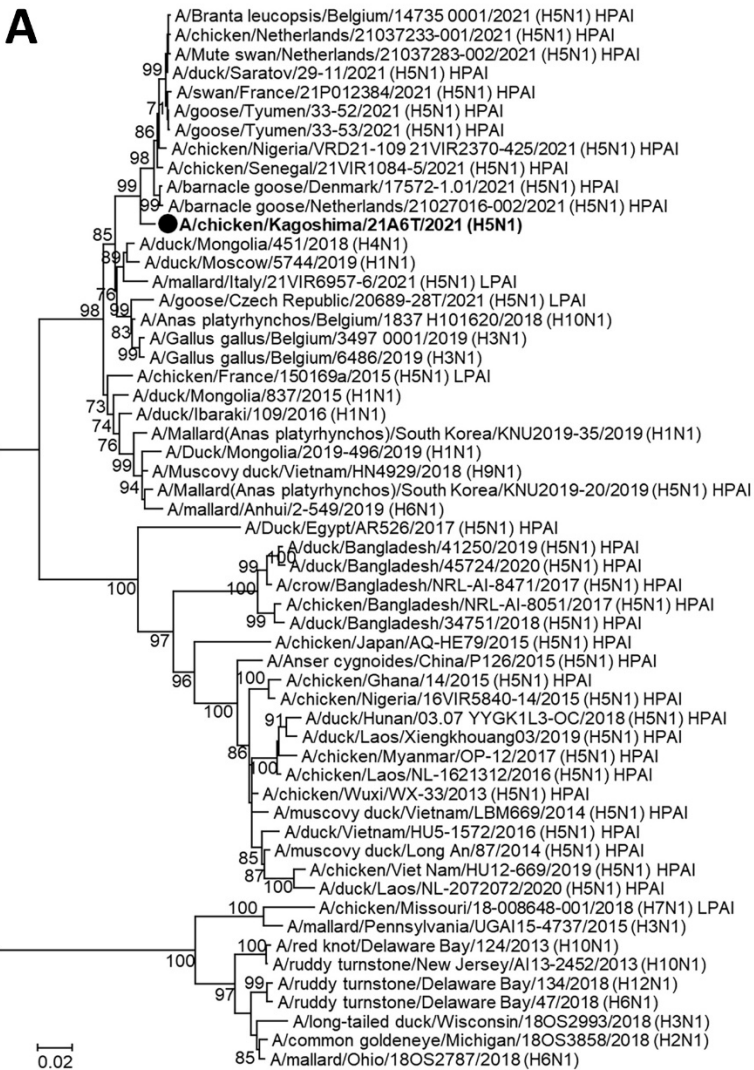 A
A/Branta leucopsis/Belgium/14735 0001/2021 (H5N1) HPAI
A/chicken/Netherlands/21037233-001/2021 (H5N1) HPAI
A/Mute swan/Netherlands/21037283-002/2021 (H5N1) HPAI
99
A/duck/Saratov/29-11/2021 (H5N1) HPAI
A/swan/France/21P012384/2021 (H5N1) HPAI
71
A/goose/Tyumen/33-52/2021 (H5N1) HPAI
86
A/goose/Tyumen/33-53/2021 (H5N1) HPAI
A/chicken/Nigeria/VRD21-109 21VIR2370-425/2021 (H5N1) HPAI
98
A/chicken/Senegal/21VIR1084-5/2021 (H5N1) HPAI
99
A/barnacle goose/Denmark/17572-1.01/2021 (H5N1) HPAI
99
A/barnacle goose/Netherlands/21027016-002/2021 (H5N1) HPAI
A/chicken/Kagoshima/21A6T/2021 (H5N1)
85
A/duck/Mongolia/451/2018 (H4N1)
89
A/duck/Moscow/5744/2019 (H1N1)
A/mallard/Italy/21VIR6957-6/2021 (H5N1) LPAI
76
A/goose/Czech Republic/20689-28T/2021 (H5N1) LPAI
98
99
A/Anas platyrhynchos/Belgium/1837 H101620/2018 (H10N1)
83
A/Gallus gallus/Belgium/3497 0001/2019 (H3N1)
99
A/Gallus gallus/Belgium/6486/2019 (H3N1)
A/chicken/France/150169a/2015 (H5N1) LPAI
73
A/duck/Mongolia/837/2015 (H1N1)
74
A/duck/Ibaraki/109/2016 (H1N1)
76
A/Mallard(Anas platyrhynchos)/South Korea/KNU2019-35/2019 (H1N1)
A/Duck/Mongolia/2019-496/2019 (H1N1)
99
A/Muscovy duck/Vietnam/HN4929/2018 (H9N1)
94
A/Mallard(Anas platyrhynchos)/South Korea/KNU2019-20/2019 (H5N1) HPAI
A/mallard/Anhui/2-549/2019 (H6N1)
A/Duck/Egypt/AR526/2017 (H5N1) HPAI
A/duck/Bangladesh/41250/2019 (H5N1) HPAI
100
99
A/duck/Bangladesh/45724/2020 (H5N1) HPAI
100
100
A/crow/Bangladesh/NRL-AI-8471/2017 (H5N1) HPAI
A/chicken/Bangladesh/NRL-AI-8051/2017 (H5N1) HPAI
99
A/duck/Bangladesh/34751/2018 (H5N1) HPAI
97
A/chicken/Japan/AQ-HE79/2015 (H5N1) HPAI
A/Anser cygnoides/China/P126/2015 (H5N1) HPAI
96
100
A/chicken/Ghana/14/2015 (H5N1) HPAI
A/chicken/Nigeria/16VIR5840-14/2015 (H5N1) HPAI
100
91
A/duck/Hunan/03.07 YYGK1L3-OC/2018 (H5N1) HPAI
A/duck/Laos/Xiengkhouang03/2019 (H5N1) HPAI
86
A/chicken/Myanmar/OP-12/2017 (H5N1) HPAI
100
A/chicken/Laos/NL-1621312/2016 (H5N1) HPAI
A/chicken/Wuxi/WX-33/2013 (H5N1) HPAI
A/muscovy duck/Vietnam/LBM669/2014 (H5N1) HPAI
A/duck/Vietnam/HU5-1572/2016 (H5N1) HPAI
85
A/muscovy duck/Long An/87/2014 (H5N1) HPAI
87
A/chicken/Viet Nam/HU12-669/2019 (H5N1) HPAI
100
A/duck/Laos/NL-2072072/2020 (H5N1) HPAI
100
A/chicken/Missouri/18-008648-001/2018 (H7N1) LPAI
A/mallard/Pennsylvania/UGAI15-4737/2015 (H3N1)
100
100
A/red knot/Delaware Bay/124/2013 (H10N1)
A/ruddy turnstone/New Jersey/AI13-2452/2013 (H10N1)
97
99
A/ruddy turnstone/Delaware Bay/134/2018 (H12N1)
A/ruddy turnstone/Delaware Bay/47/2018 (H6N1)
A/long-tailed duck/Wisconsin/18OS2993/2018 (H3N1)
A/common goldeneye/Michigan/18OS3858/2018 (H2N1)
85
A/mallard/Ohio/18OS2787/2018 (H6N1)
0.02